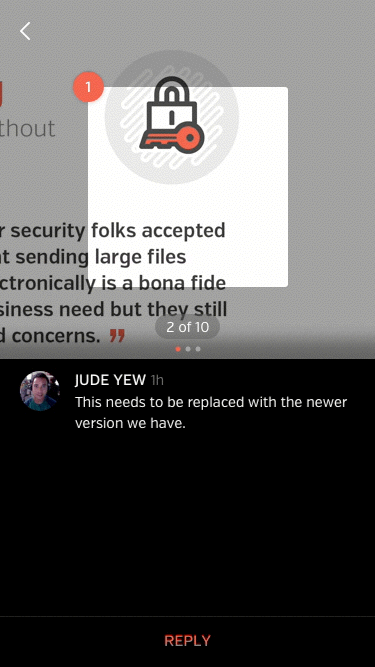 1
thout
r security folks accepted
t sending large files
ctronically is a bona fide
siness need but they still
d concerns. ”
2 of 10
JUDE YEW 1h
This needs to be replaced with the newer
version we have.
REPLY